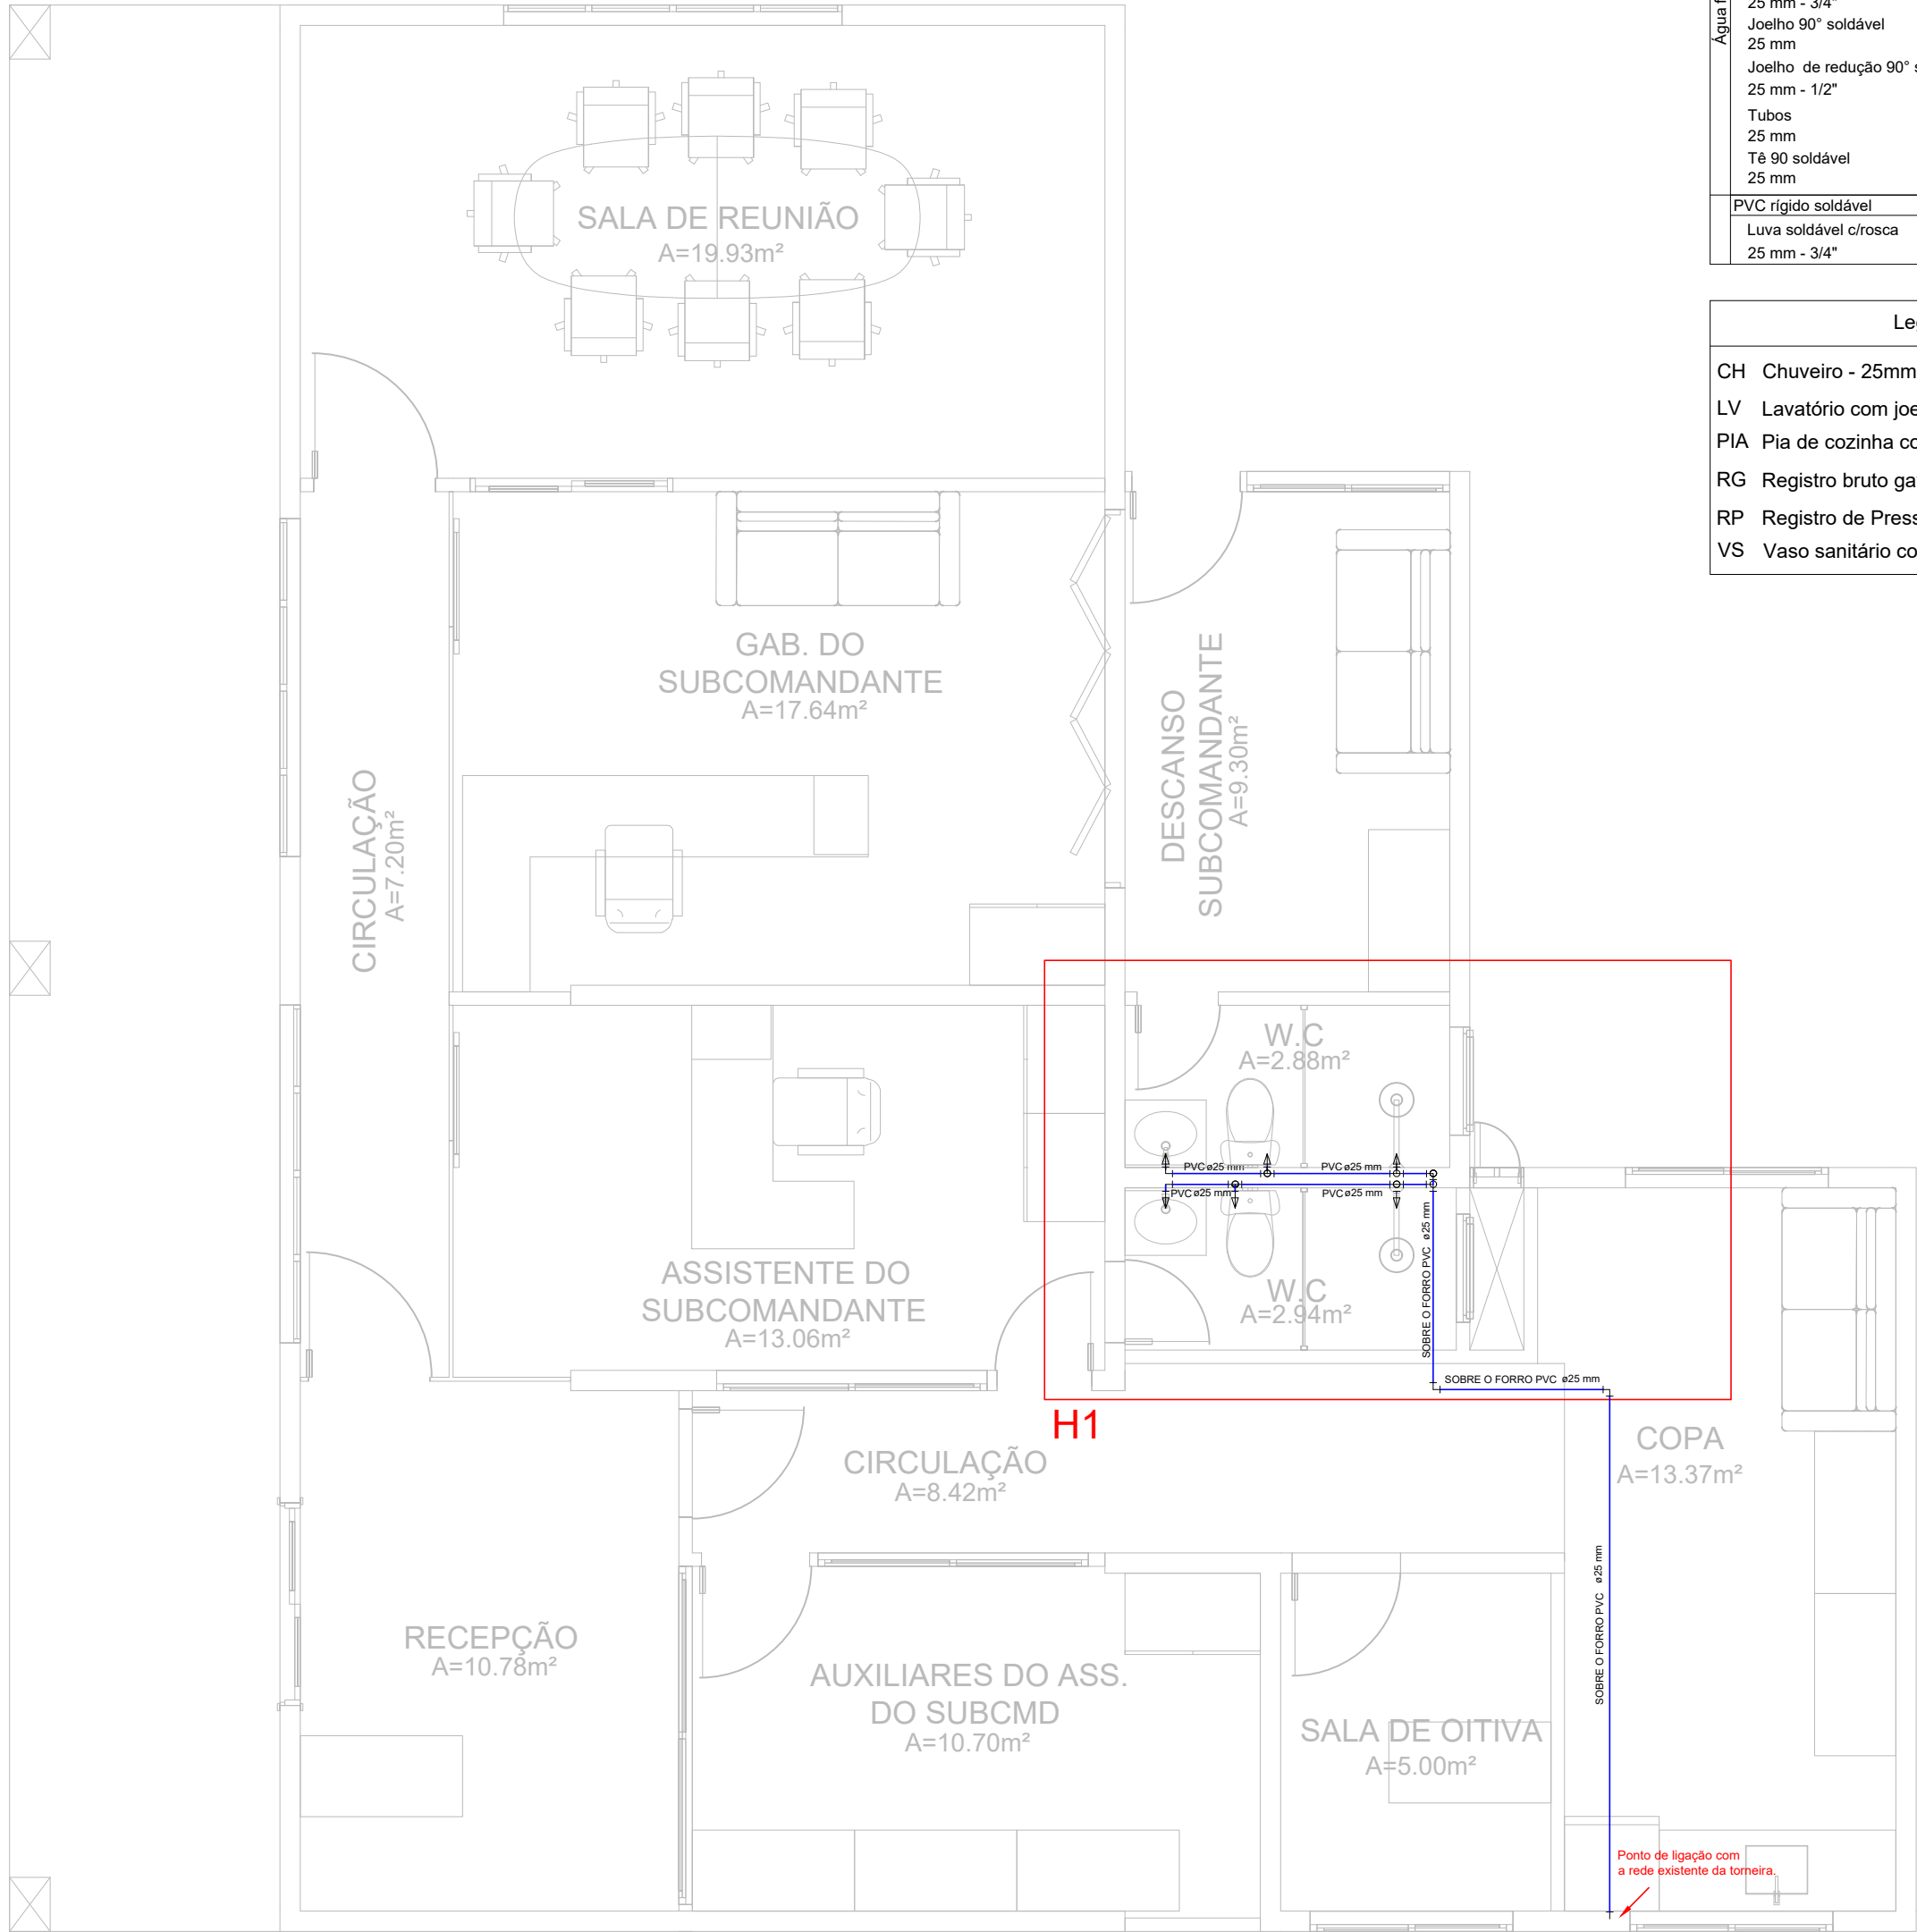 Água f
25 mm - 3/4"
Joelho 90° soldável
25 mm
Joelho de redução 90° s
25 mm - 1/2"
Tubos
25 mm
Tê 90 soldável
25 mm
PVC rígido soldável
Luva soldável c/rosca
25 mm - 3/4"
Le
CH Chuveiro - 25mm
LV Lavatório com joe
PIA Pia de cozinha co
RG Registro bruto ga
RP Registro de Press
VS Vaso sanitário co
SALA DE REUNIÃO
A=19.93m²
GAB. DO
SUBCOMANDANTE
A=17.64m²
DESCANSO
SUBCOMANDANTE
A=9.30m²
CIRCULAÇÃO
A=7.20m²
W.C
A=2.88m²
PVC ø25 mm
PVC ø25 mm
PVC ø25 mm
PVC ø25 mm
SOBRE O FORRO PVC ø25 mm
W.C
A=2.94m²
ASSISTENTE DO
SUBCOMANDANTE
A=13.06m²
SOBRE O FORRO PVC ø25 mm
H1
CIRCULAÇÃO
A=8.42m²
COPA
A=13.37m²
SOBRE O FORRO PVC ø25 mm
RECEPÇÃO
A=10.78m²
AUXILIARES DO ASS.
DO SUBCMD
A=10.70m²
SALA DE OITIVA
A=5.00m²
Ponto de ligação com
a rede existente da torneira.